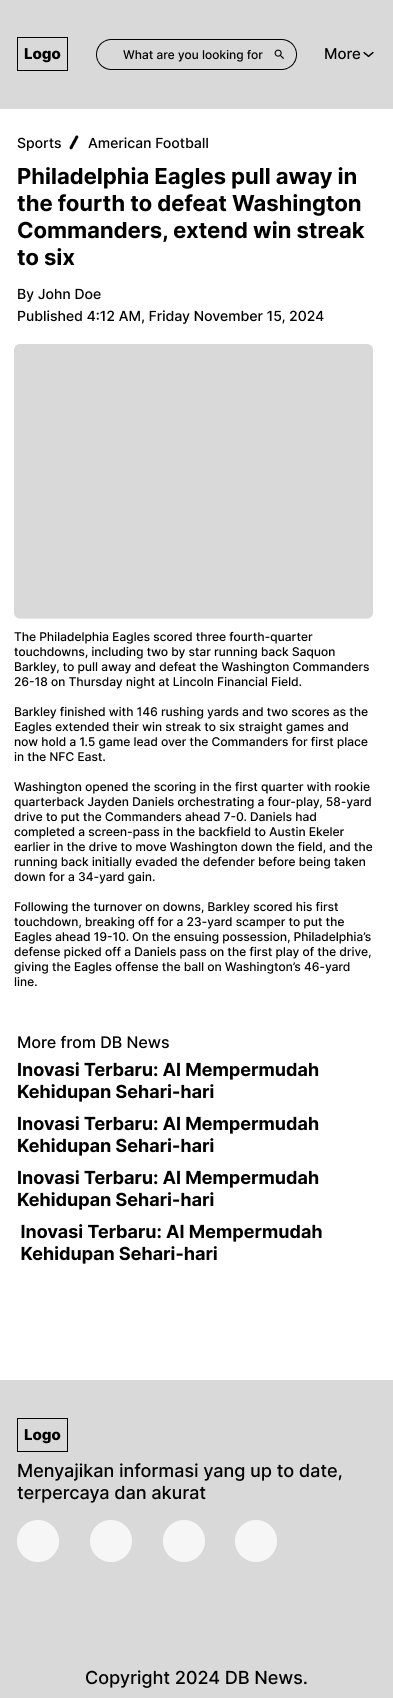 Logo
What are you looking for
More
Sports / American Football
Philadelphia Eagles pull away in
the fourth to defeat Washington
Commanders, extend win streak
to six
By John Doe
Published 4:12 AM, Friday November 15, 2024
The Philadelphia Eagles scored three fourth-quarter
touchdowns, including two by star running back Saquon
Barkley, to pull away and defeat the Washington Commanders
26-18 on Thursday night at Lincoln Financial Field.
Barkley finished with 146 rushing yards and two scores as the
Eagles extended their win streak to six straight games and
now hold a 1.5 game lead over the Commanders for first place
in the NFC East.
Washington opened the scoring in the first quarter with rookie
quarterback Jayden Daniels orchestrating a four-play, 58-yard
drive to put the Commanders ahead 7-0. Daniels had
completed a screen-pass in the backfield to Austin Ekeler
earlier in the drive to move Washington down the field, and the
running back initially evaded the defender before being taken
down for a 34-yard gain.
Following the turnover on downs, Barkley scored his first
touchdown, breaking off for a 23-yard scamper to put the
Eagles ahead 19-10. On the ensuing possession, Philadelphia’s
defense picked off a Daniels pass on the first play of the drive,
giving the Eagles offense the ball on Washington’s 46-yard
line.
More from DB News
Inovasi Terbaru: AI Mempermudah
Kehidupan Sehari-hari
Inovasi Terbaru: AI Mempermudah
Kehidupan Sehari-hari
Inovasi Terbaru: AI Mempermudah
Kehidupan Sehari-hari
Inovasi Terbaru: AI Mempermudah
Kehidupan Sehari-hari
Logo
Menyajikan informasi yang up to date,
terpercaya dan akurat
Copyright 2024 DB News.